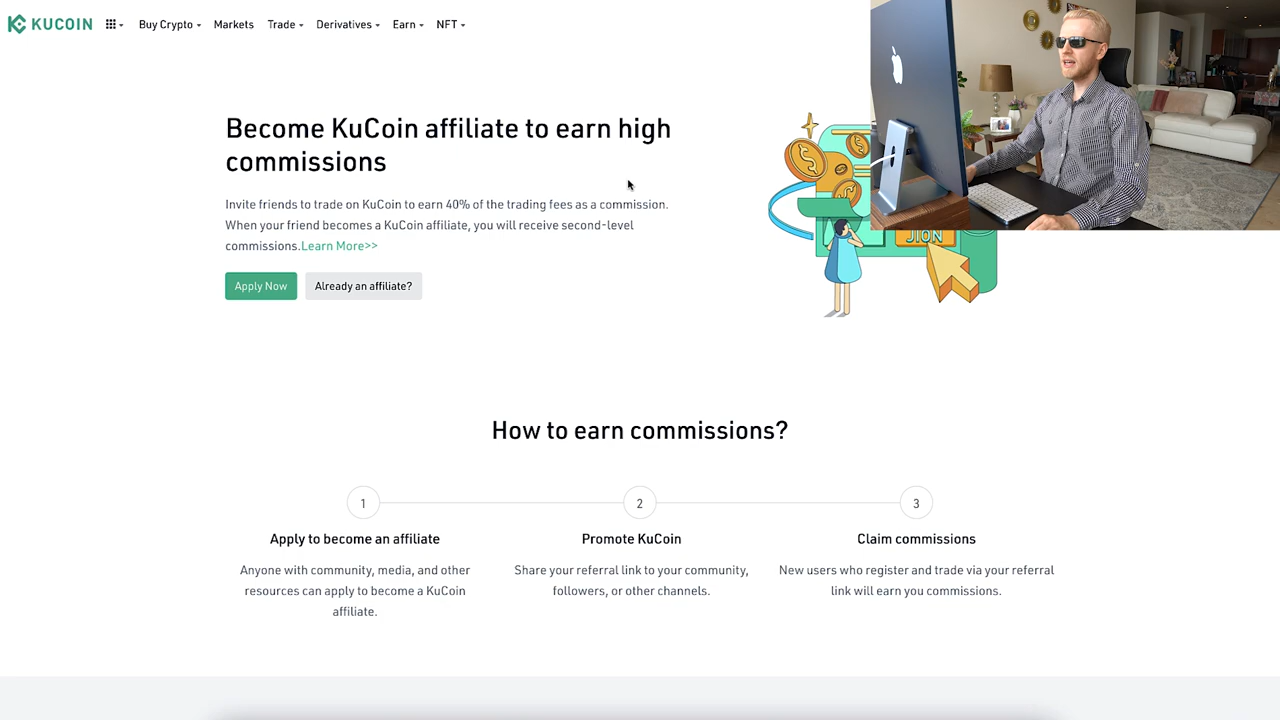 KUCOIN
Buy Crypto
Markets
Trade
Derivatives
Earn
NFT
Become KuCoin affiliate to earn high
commissions
Invite friends to trade on KuCoin to earn 40% of the trading fees as a commission.
When your friend becomes a KuCoin affiliate, you will receive second-level
commissions.Learn More>>
Apply Now
Already an affiliate?
JION
How to earn commissions?
1
2
3
Apply to become an affiliate
Promote KuCoin
Claim commissions
Anyone with community, media, and other
resources can apply to become a KuCoin
affiliate.
Share your referral link to your community,
followers, or other channels.
New users who register and trade via your referral
link will earn you commissions.